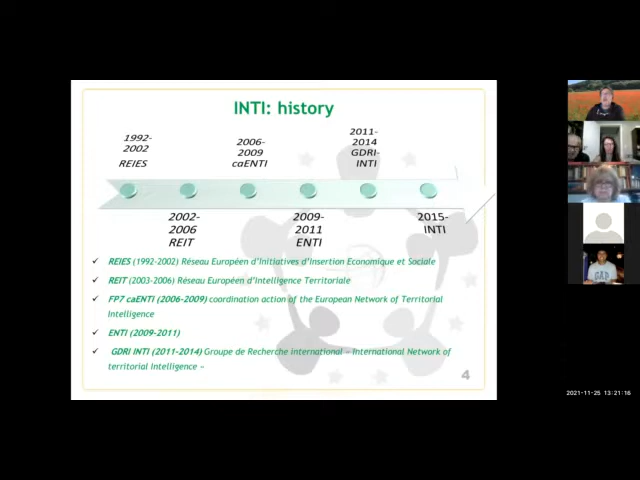 INTI: history
1992-
2002
REIES
2006-
2009
caENTI
2011-
2014
GDRI-
INTI
2002-
2006
REIT
2009-
2011
ENTI
2015-
INTI
REIES (1992-2002) Réseau Européen d’Initiatives d’Insertion Economique et Sociale
REIT (2003-2006) Réseau Européen d’Intelligence Territoriale
FP7 caENTI (2006-2009) coordination action of the European Network of Territorial
Intelligence
ENTI (2009-2011)
GDRI INTI (2011-2014) Groupe de Recherche international « International Network of
territorial Intelligence »
4
GAP
2021-11-25 13:21:16